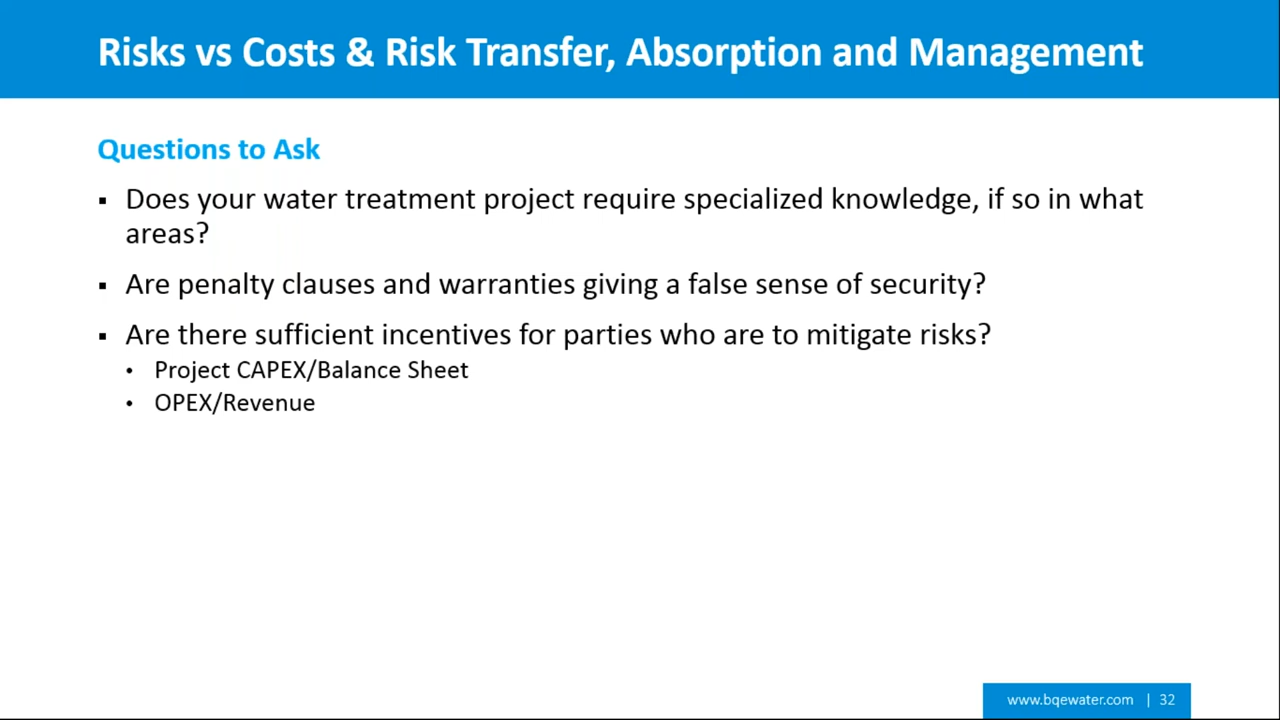 Risks vs Costs & Risk Transfer, Absorption and Management
Questions to Ask
▪ Does your water treatment project require specialized knowledge, if so in what
areas?
▪ Are penalty clauses and warranties giving a false sense of security?
▪ Are there sufficient incentives for parties who are to mitigate risks?
• Project CAPEX/Balance Sheet
• OPEX/Revenue
www.bqewater.com | 32